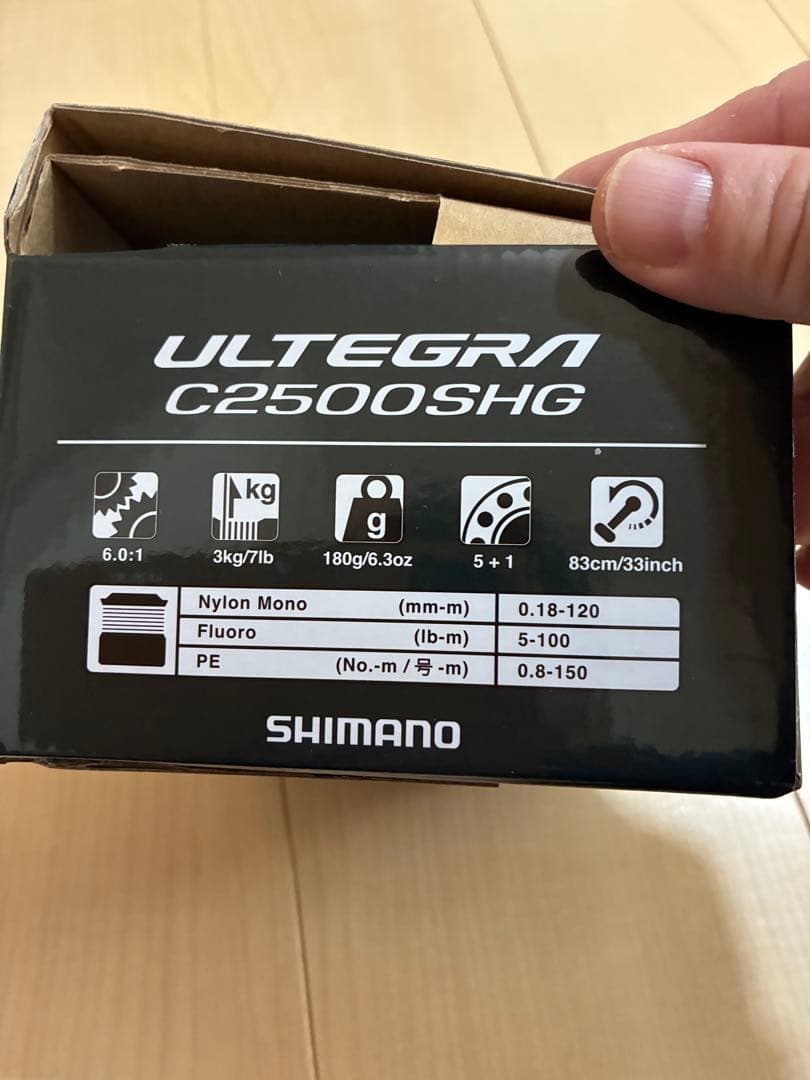 ULTEGRA
C2500SHG
kg
g
6.0:1 3kg/7lb 180g/6.3oz 5+1 83cm/33inch
Nylon Mono (mm-m) 0.18-120
Fluoro (lb-m) 5-100
PE (No.-m / 号 -m) 0.8-150
SHIMANO